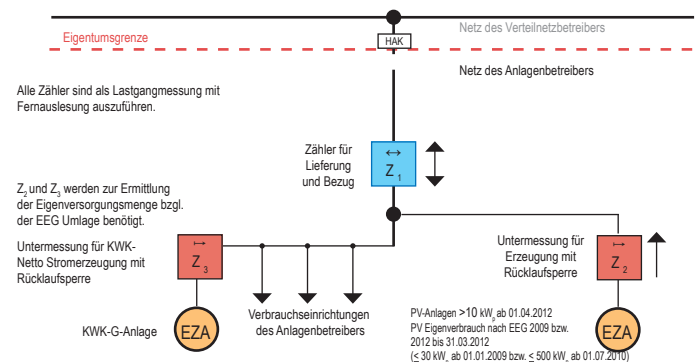 Netz des Verteilnetzbetreibers
Eigentumsgrenze
HAK
Netz des Anlagenbetreibers
Alle Zähler sind als Lastgangmessung mit
Fernauslesung auszuführen.
Zähler für
Lieferung
und Bezug
↔
Z₁
Z₂ und Z₃ werden zur Ermittlung
der Eigenversorgungsmenge bzgl.
der EEG Umlage benötigt.
Untermessung für KWK-
Netto Stromerzeugung mit
Rücklaufsperre
Z₃
Untermessung für
Erzeugung mit
Rücklaufsperre
Z₂
Verbrauchseinrichtungen
des Anlagenbetreibers
KWK-G-Anlage
EZA
PV-Anlagen >10 kWₚ ab 01.04.2012
PV Eigenverbrauch nach EEG 2009 bzw.
2012 bis 31.03.2012
(≤ 30 kWₚ ab 01.01.2009 bzw. ≤ 500 kWₚ ab 01.07.2010)
EZA